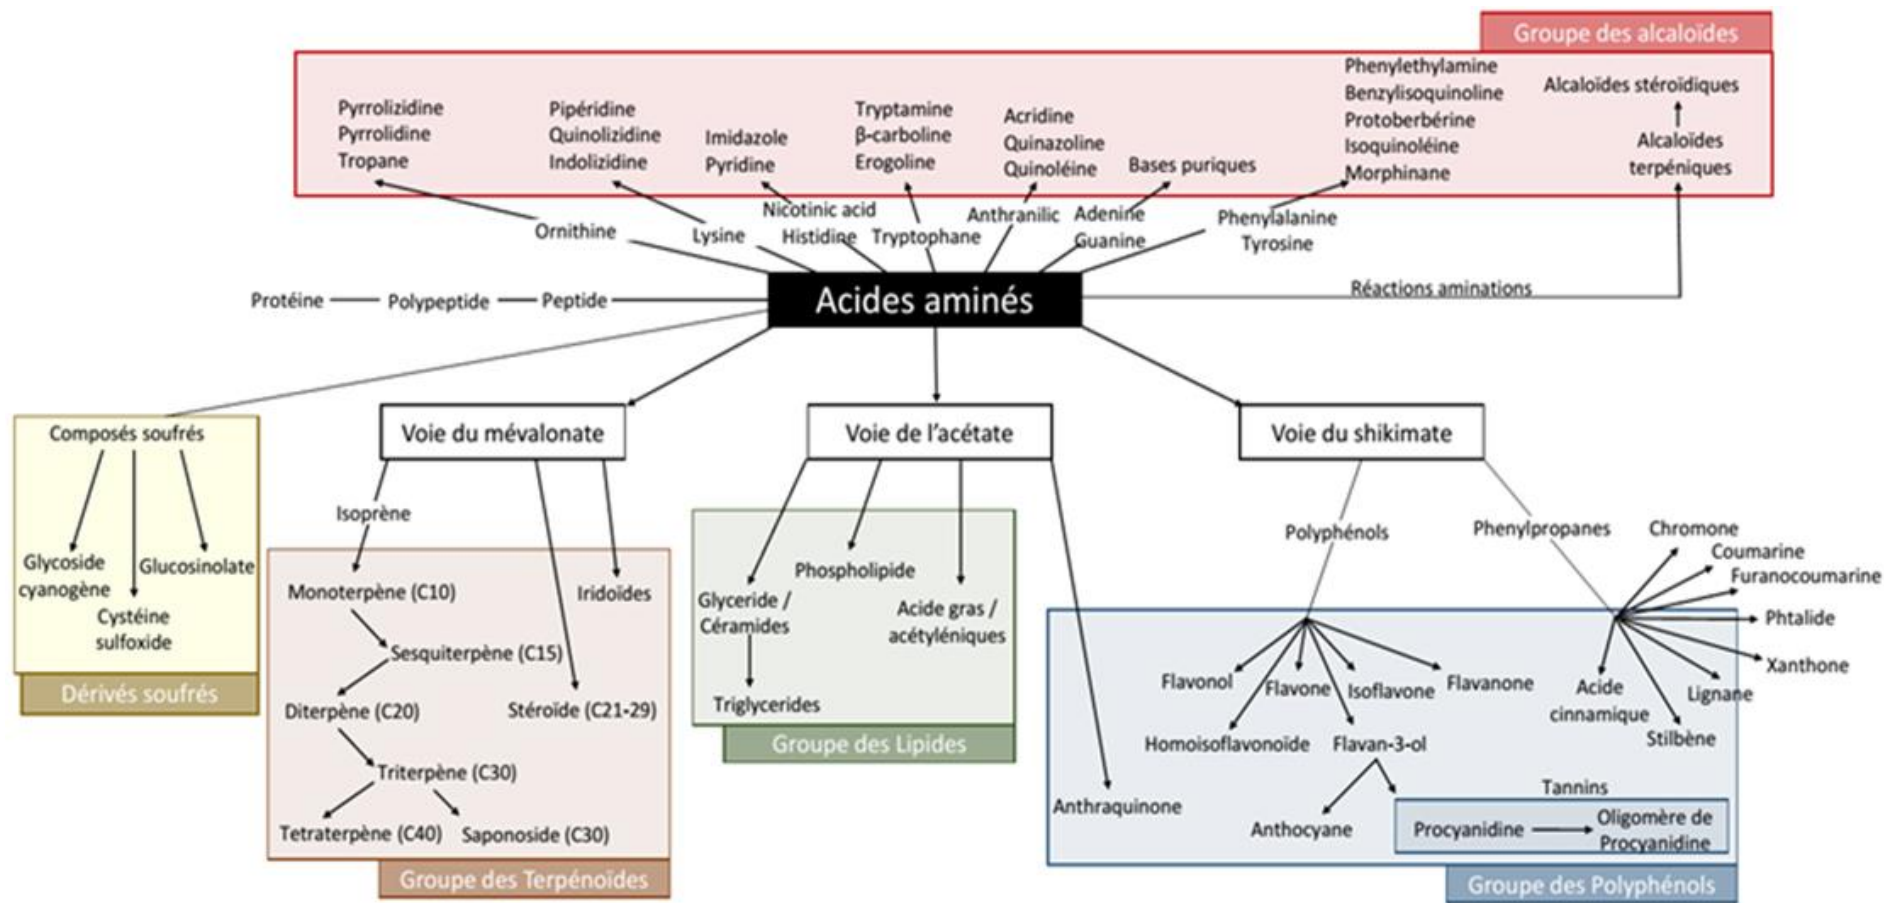 Groupe des alcaloïdes
Pyrrolizidine
Pyrrolidine
Tropane
Pipéridine
Quinolizidine
Indolizidine
Imidazole
Pyridine
Tryptamine
β-carboline
Erogoline
Acridine
Quinazoline
Quinoléine
Bases puriques
Phenylethylamine
Benzylisoquinoline
Protoberbérine
Isoquinoléine
Morphinane
Alcaloïdes stéroïdiques
Alcaloïdes
terpéniques
Ornithine
Lysine
Nicotinic acid
Histidine
Tryptophane
Anthranilic
Adenine
Guanine
Phenylalanine
Tyrosine
Réactions aminations
Protéine
Polypeptide
Peptide
Acides aminés
Composés soufrés
Glycoside
cyanogène
Cystéine
sulfoxide
Glucosinolate
Dérivés soufrés
Voie du mévalonate
Isoprène
Monoterpène (C10)
Iridoïdes
Sesquiterpène (C15)
Diterpène (C20)
Stéroïde (C21-29)
Triterpène (C30)
Tetraterpène (C40)
Saponoside (C30)
Groupe des Terpénoïdes
Voie de l'acétate
Phospholipide
Glyceride /
Céramides
Acide gras /
acétyléniques
Triglycerides
Groupe des Lipides
Anthraquinone
Voie du shikimate
Polyphénols
Phenylpropanes
Chromone
Coumarine
Furanocoumarine
Phtalide
Xanthone
Lignane
Stilbène
Acide
cinnamique
Flavonol
Flavone
Isoflavone
Flavanone
Homoisoflavonoïde
Flavan-3-ol
Anthocyane
Tannins
Procyanidine
Oligomère de
Procyanidine
Groupe des Polyphénols